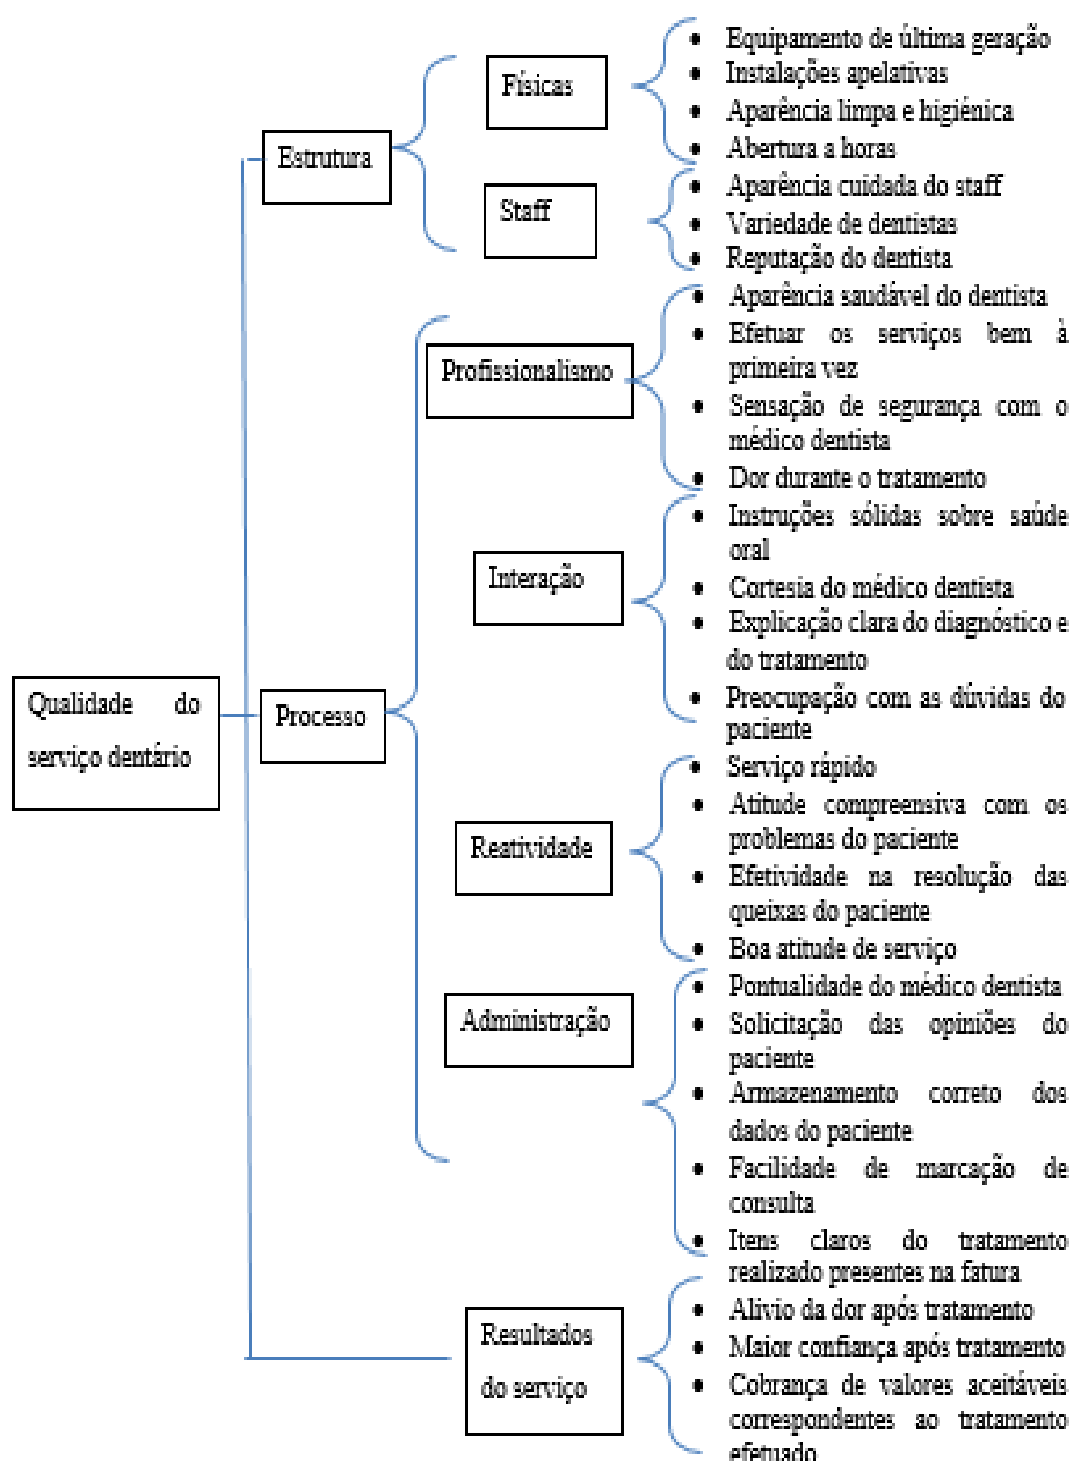 Qualidade do
serviço dentário
Estrutura
Físicas
Equipamento de última geração
Instalações apelativas
Aparência limpa e higiénica
Abertura a horas
Staff
Aparência cuidada do staff
Variedade de dentistas
Reputação do dentista
Processo
Profissionalismo
Aparência saudável do dentista
Efetuar os serviços bem à
primeira vez
Sensação de segurança com o
médico dentista
Dor durante o tratamento
Interação
Instruções sólidas sobre saúde
oral
Cortesia do médico dentista
Explicação clara do diagnóstico e
do tratamento
Preocupação com as dúvidas do
paciente
Reatividade
Serviço rápido
Atitude compreensiva com os
problemas do paciente
Efetividade na resolução das
queixas do paciente
Boa atitude de serviço
Administração
Pontualidade do médico dentista
Solicitação das opiniões do
paciente
Armazenamento correto dos
dados do paciente
Facilidade de marcação de
consulta
Itens claros do tratamento
realizado presentes na fatura
Resultados
do serviço
Alívio da dor após tratamento
Maior confiança após tratamento
Cobrança de valores aceitáveis
correspondentes ao tratamento
efetuado